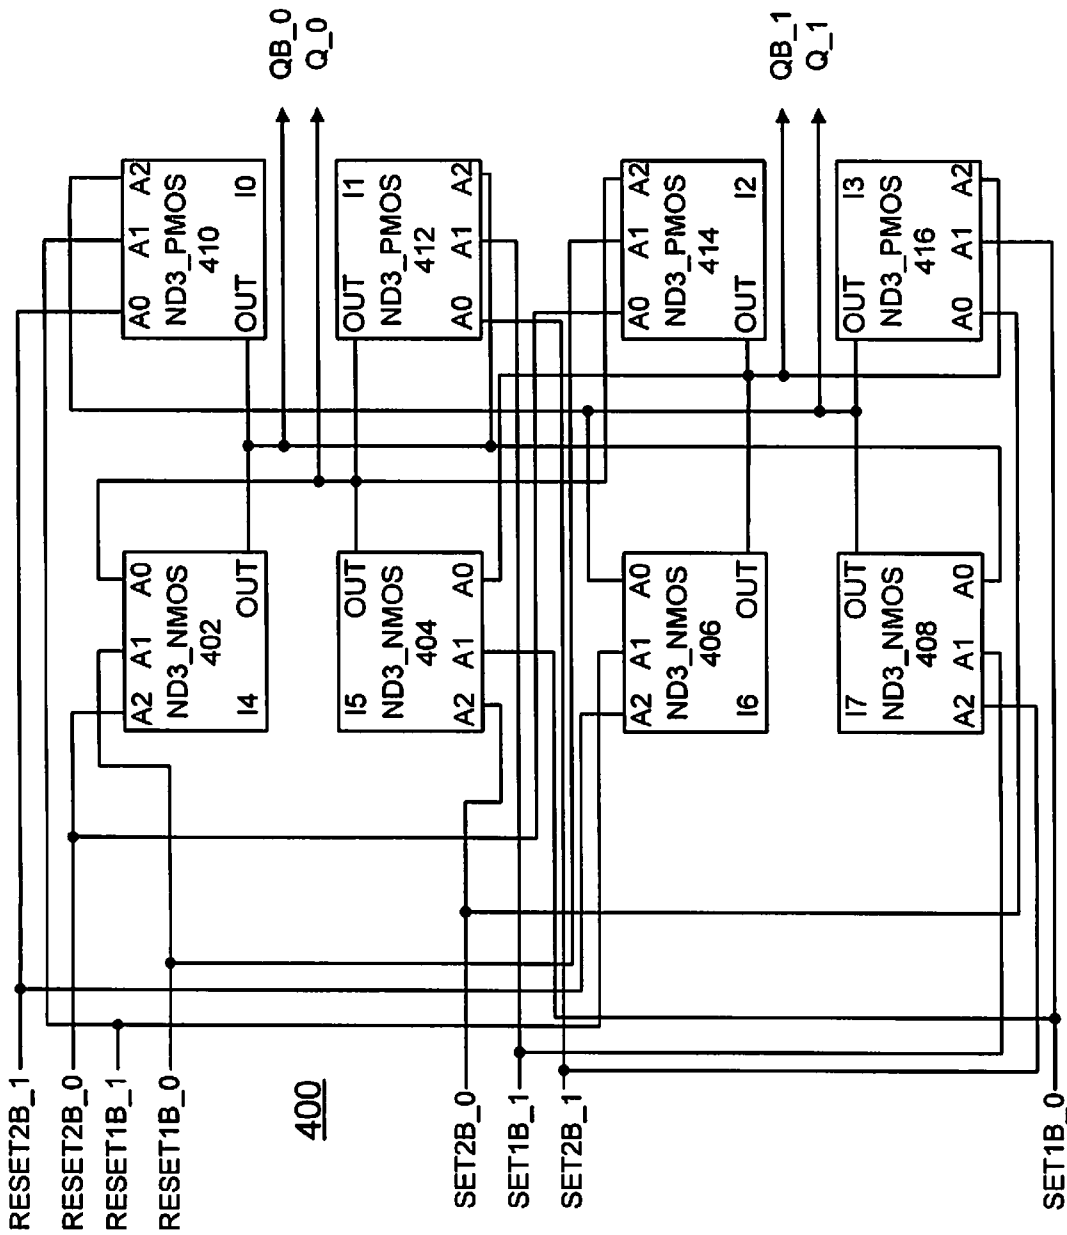 QB_0
Q_0
QB_1
Q_1
A0 A1 A2
ND3_PMOS
410
OUT I0
OUT I1
ND3_PMOS
412
A0 A1 A2
A0 A1 A2
ND3_PMOS
414
OUT I2
OUT I3
ND3_PMOS
416
A0 A1 A2
A2 A1 A0
ND3_NMOS
402
I4 OUT
I5 OUT
ND3_NMOS
404
A2 A1 A0
A2 A1 A0
ND3_NMOS
406
I6 OUT
I7 OUT
ND3_NMOS
408
A2 A1 A0
RESET2B_1
RESET2B_0
RESET1B_1
RESET1B_0
400
SET2B_0
SET1B_1
SET2B_1
SET1B_0